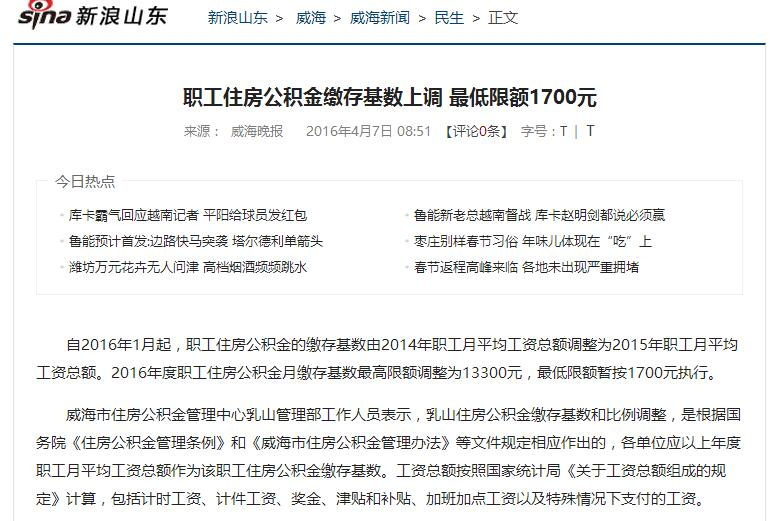 sina 新浪山东
新浪山东 > 威海 > 威海新闻 > 民生 > 正文
职工住房公积金缴存基数上调 最低限额1700元
来源： 威海晚报 2016年4月7日 08:51 【评论0条】 字号：T | T
今日热点
库卡霸气回应越南记者 平阳给球员发红包
鲁能新老总越南督战 库卡赵明剑都说必须赢
鲁能预计首发:边路快马突袭 塔尔德利单箭头
枣庄别样春节习俗 年味儿体现在“吃”上
潍坊万元花卉无人问津 高档烟酒频频跳水
春节返程高峰来临 各地未出现严重拥堵
自2016年1月起，职工住房公积金的缴存基数由2014年职工月平均工资总额调整为2015年职工月平均
工资总额。2016年度职工住房公积金月缴存基数最高限额调整为13300元，最低限额暂按1700元执行。
威海市住房公积金管理中心乳山管理部工作人员表示，乳山住房公积金缴存基数和比例调整，是根据国
务院《住房公积金管理条例》和《威海市住房公积金管理办法》等文件规定相应作出的，各单位应以上年度
职工月平均工资总额作为该职工住房公积金缴存基数。工资总额按照国家统计局《关于工资总额组成的规
定》计算，包括计时工资、计件工资、奖金、津贴和补贴、加班加点工资以及特殊情况下支付的工资。